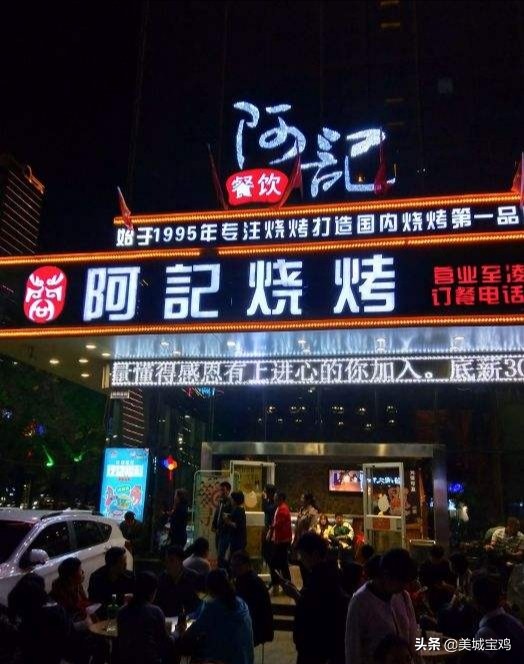 阿記
餐饮
始于1995年专注烧烤打造国内烧烤第一品
阿記烧烤
营业至凌
订餐电话
量懂得感恩有上进心的你加入。底薪30
头条 @美城宝鸡